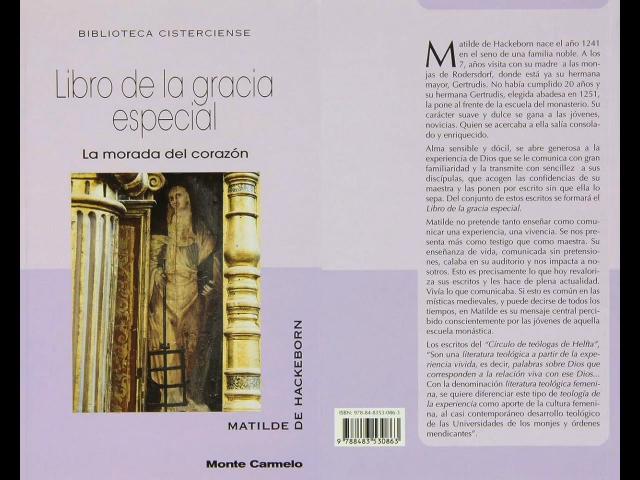 BIBLIOTECA CISTERCIENSE
Libro de la gracia
especial
La morada del corazón
MATILDE
DE HACKEBORN
Monte Carmelo
Matilde de Hackeborn nace el año 1241
en el seno de una familia noble. A los
7, años visita con su madre a las mon-
jas de Rodersdorf, donde está ya su hermana
mayor, Gertrudis. No había cumplido 20 años y
su hermana Gertrudis, elegida abadesa en 1251,
la pone al frente de la escuela del monasterio. Su
carácter suave y dulce se gana a las jóvenes,
novicias. Quien se acercaba a ella salía consola-
do y enriquecido.
Alma sensible y dócil, se abre generosa a la
experiencia de Dios que se le comunica con gran
familiaridad y la transmite con sencillez a sus
discípulas, que acogen las confidencias de su
maestra y las ponen por escrito sin que ella lo
sepa. Del conjunto de estos escritos se formará el
Libro de la gracia especial.
Matilde no pretende tanto enseñar como comu-
nicar una experiencia, una vivencia. Se nos pre-
senta más como testigo que como maestra. Su
enseñanza de vida, comunicada sin pretensio-
nes, calaba en su auditorio y nos impacta a no-
sotros. Esto es precisamente lo que hoy revalori-
za sus escritos y les hace de plena actualidad.
Vivía lo que comunicaba. Si esto es común en las
místicas medievales, y puede decirse de todos los
tiempos, en Matilde es su mensaje central perci-
bido conscientemente por las jóvenes de aquella
escuela monástica.
Los escritos del "Círculo de teólogas de Helfta",
"Son una literatura teológica a partir de la expe-
riencia vivida, es decir, palabras sobre Dios que
corresponden a la relación viva con ese Dios...
Con la denominación literatura teológica femeni-
na, se quiere diferenciar este tipo de teología de
la experiencia como aporte de la cultura femeni-
na, al casi contemporáneo desarrollo teológico
de las Universidades de los monjes y órdenes
mendicantes".
ISBN: 978-84-8353-086-3
9 788483 530863